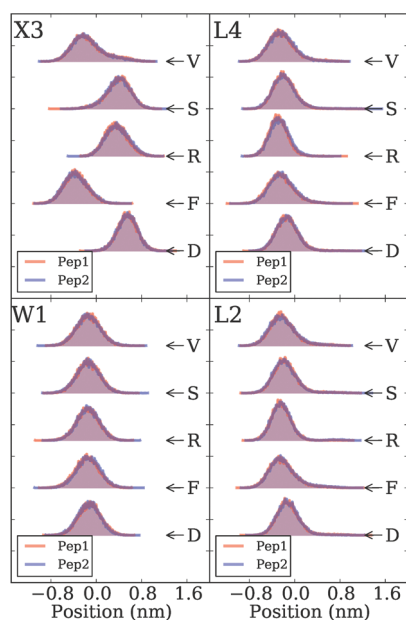 X3
V
S
R
F
D
Pep1
Pep2
L4
V
S
R
F
D
Pep1
Pep2
W1
V
S
R
F
D
Pep1
Pep2
L2
V
S
R
F
D
Pep1
Pep2
−0.8 0.0 0.8 1.6
Position (nm)
−0.8 0.0 0.8 1.6
Position (nm)